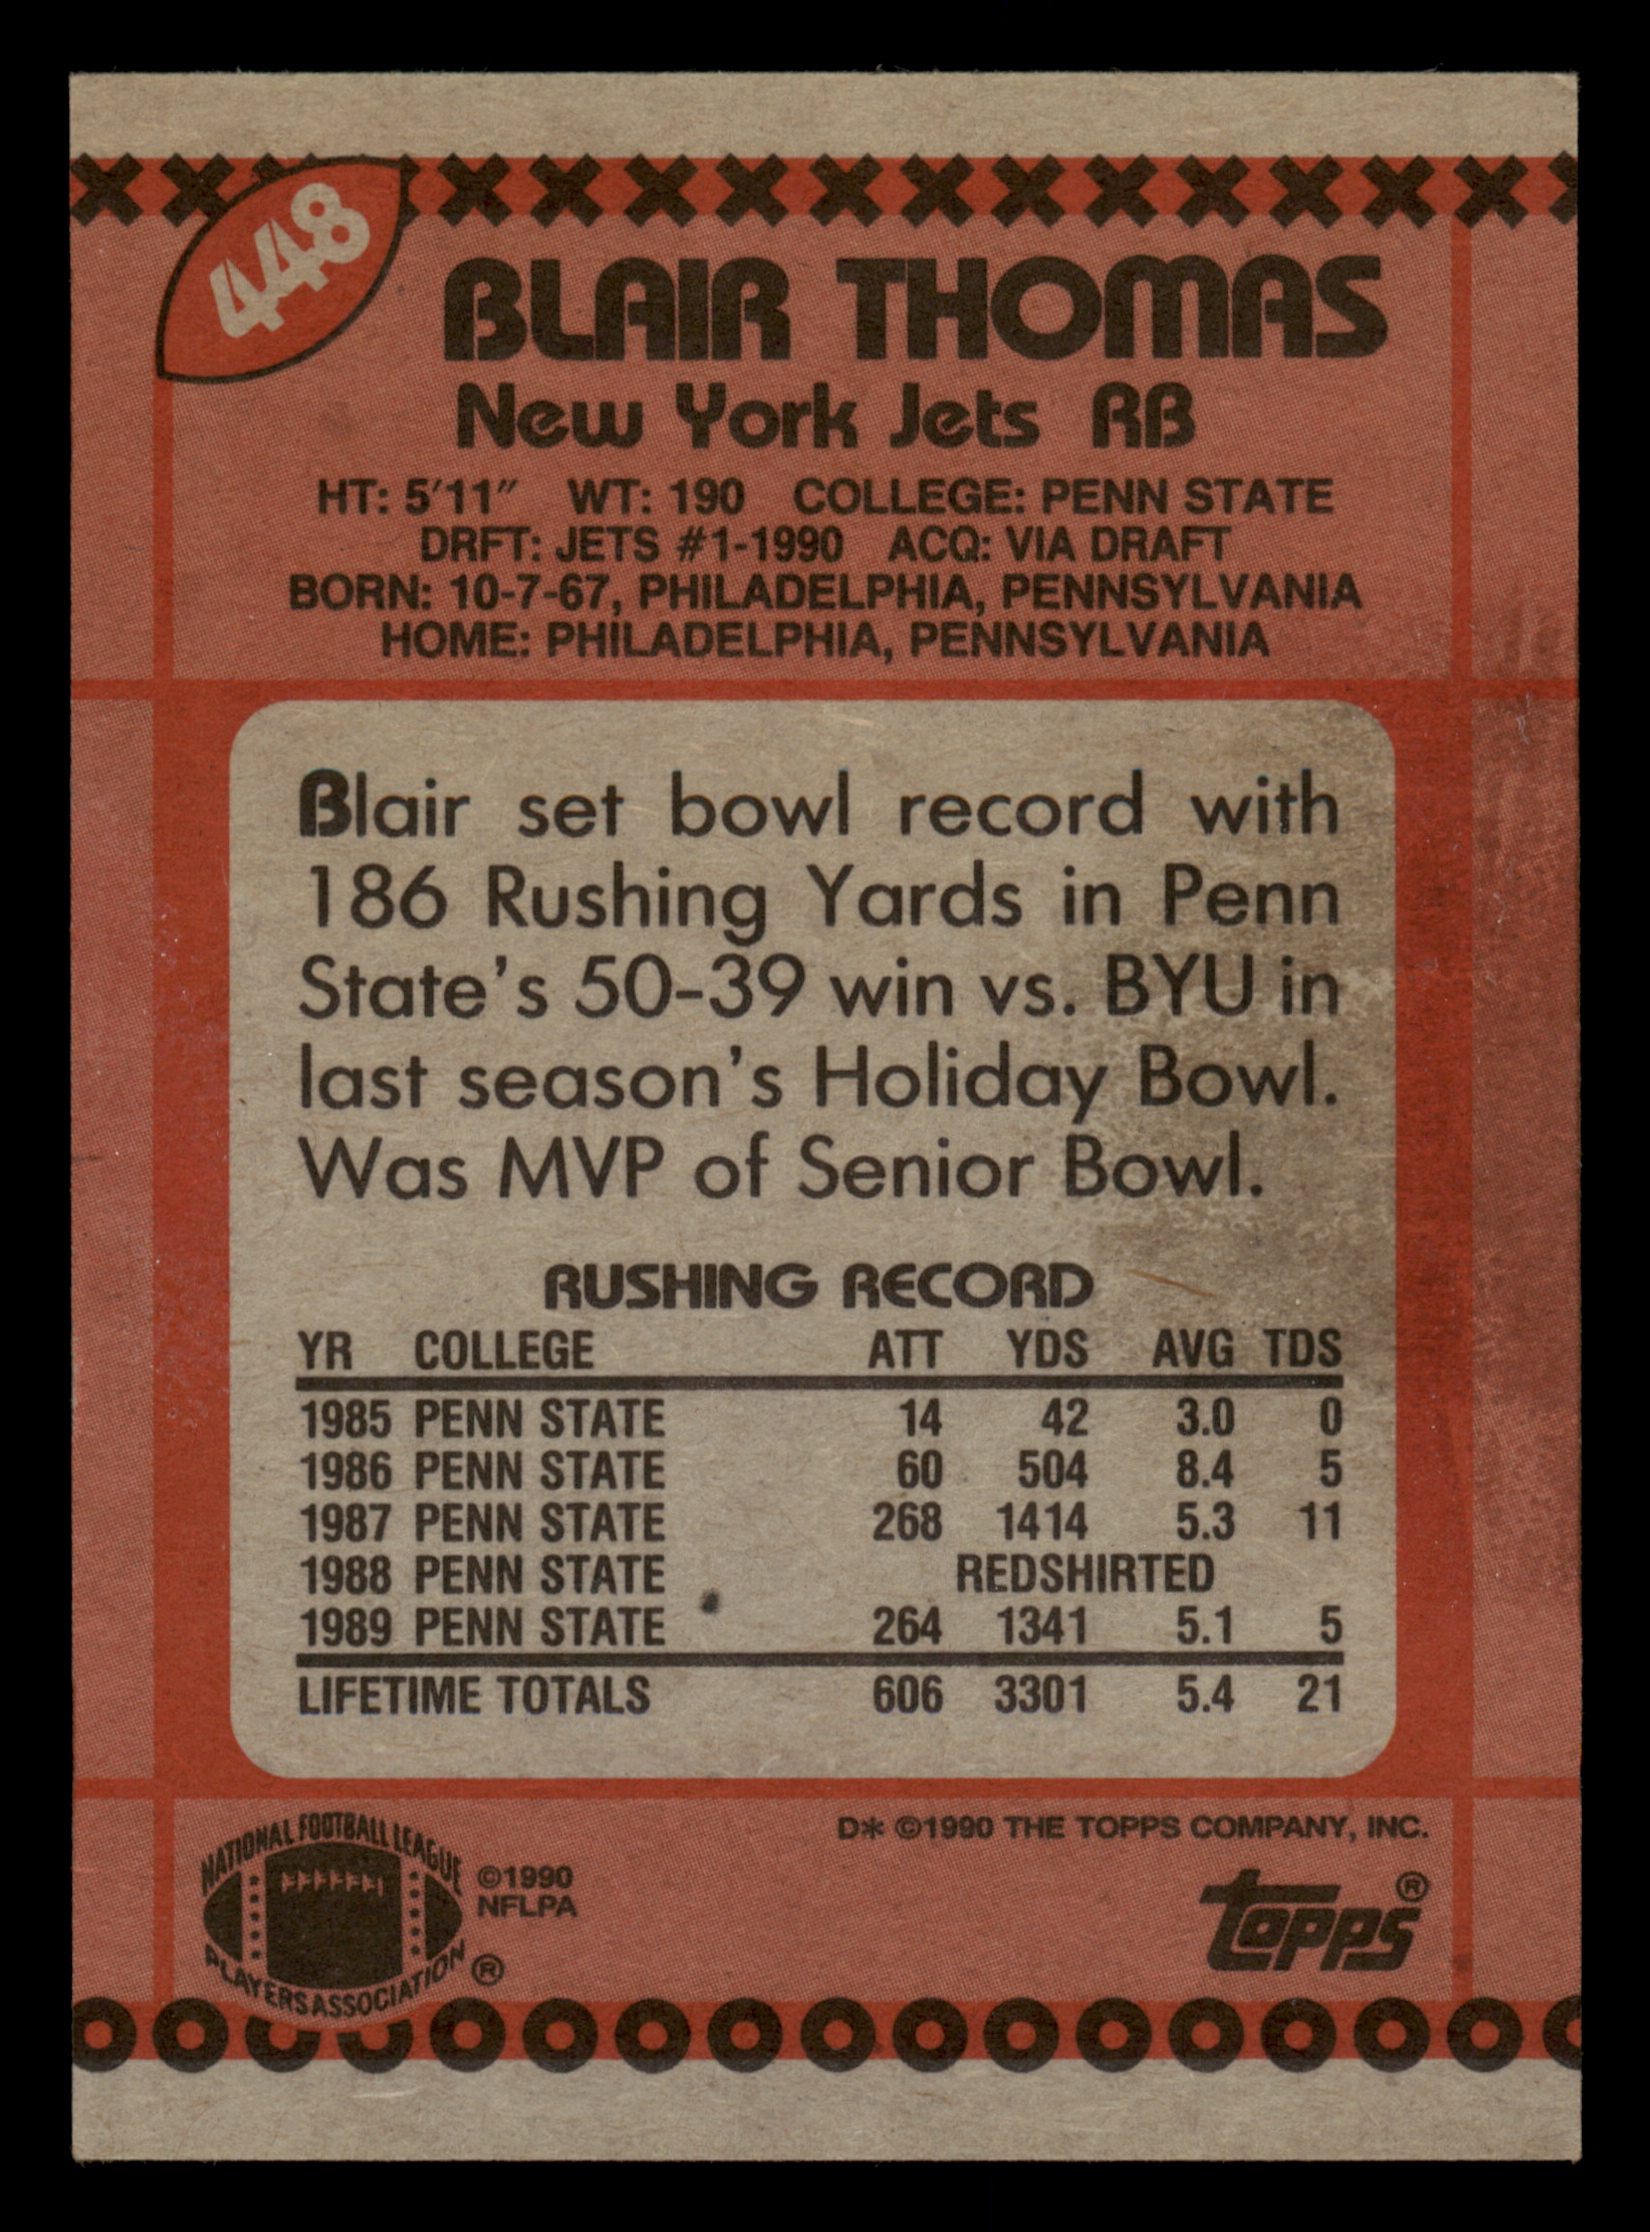 448
BLAIR THOMAS
New York Jets RB
HT: 5'11" WT: 190 COLLEGE: PENN STATE
DRFT: JETS #1-1990 ACQ: VIA DRAFT
BORN: 10-7-67, PHILADELPHIA, PENNSYLVANIA
HOME: PHILADELPHIA, PENNSYLVANIA
Blair set bowl record with
186 Rushing Yards in Penn
State's 50-39 win vs. BYU in
last season's Holiday Bowl.
Was MVP of Senior Bowl.
RUSHING RECORD
YR COLLEGE ATT YDS AVG TDS
1985 PENN STATE 14 42 3.0 0
1986 PENN STATE 60 504 8.4 5
1987 PENN STATE 268 1414 5.3 11
1988 PENN STATE REDSHIRTED
1989 PENN STATE 264 1341 5.1 5
LIFETIME TOTALS 606 3301 5.4 21
NATIONAL FOOTBALL LEAGUE
PLAYERS ASSOCIATION ®
©1990
NFLPA
D* ©1990 THE TOPPS COMPANY, INC.
topps ®